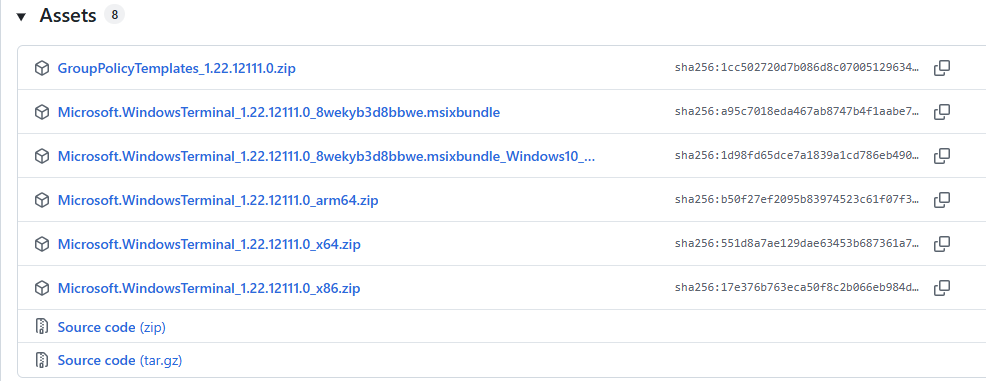 Assets 8
GroupPolicyTemplates_1.22.12111.0.zip sha256:1cc502720d7b086d8c07005129634…
Microsoft.WindowsTerminal_1.22.12111.0_8wekyb3d8bbwe.msixbundle sha256:a95c7018eda467ab8747b4f1aabe7…
Microsoft.WindowsTerminal_1.22.12111.0_8wekyb3d8bbwe.msixbundle_Windows10_… sha256:1d98fd65dce7a1839a1cd786eb490…
Microsoft.WindowsTerminal_1.22.12111.0_arm64.zip sha256:b50f27ef2095b83974523c61f07f3…
Microsoft.WindowsTerminal_1.22.12111.0_x64.zip sha256:551d8a7ae129dae63453b687361a7…
Microsoft.WindowsTerminal_1.22.12111.0_x86.zip sha256:17e376b763eca50f8c2b066eb984d…
Source code (zip)
Source code (tar.gz)